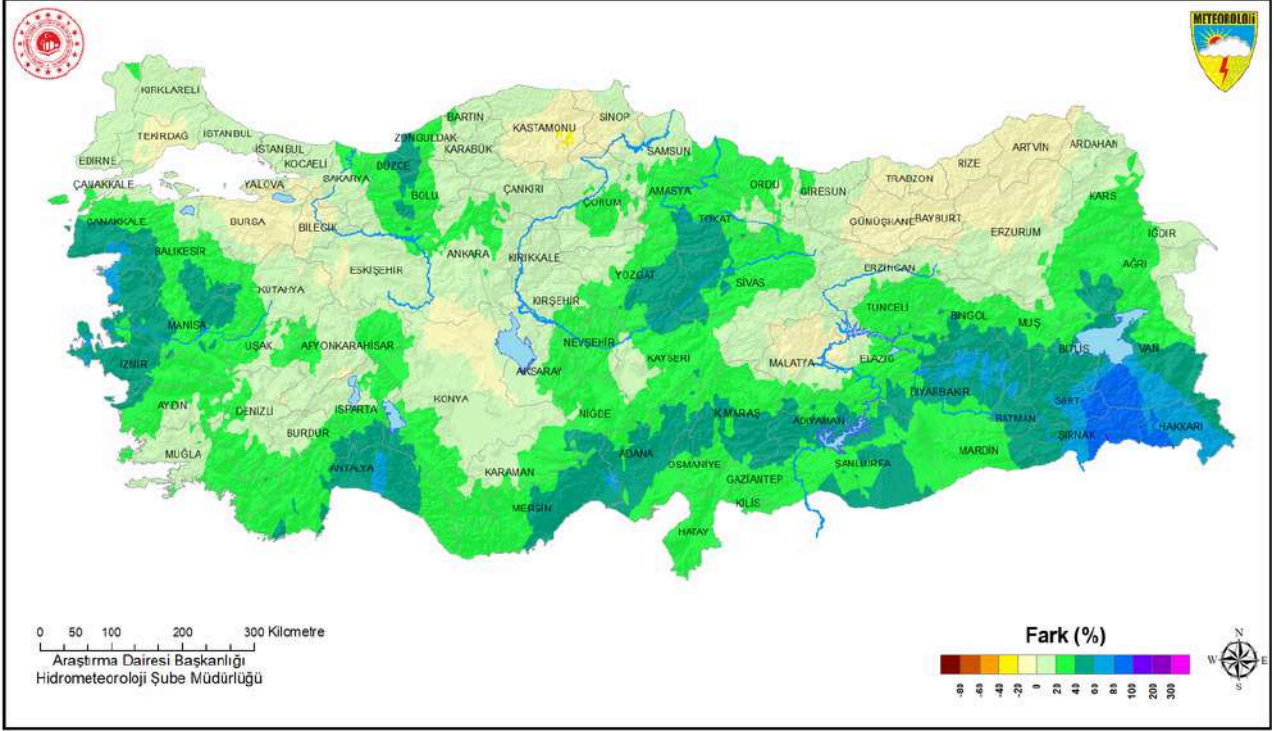 METEOROLOJİ
KIRKLARELİ
TEKİRDAĞ
İSTANBUL
EDİRNE
İSTANBUL
KOCAELİ
ÇANAKKALE
YALOVA
SAKARYA
DÜZCE
ZONGULDAK
BARTIN
KARABÜK
KASTAMONU
SİNOP
SAMSUN
BOLU
ÇANKIRI
ÇORUM
AMASYA
ORDU
GİRESUN
TRABZON
RİZE
ARTVİN
ARDAHAN
KARS
ÇANAKKALE
BURSA
BİLECİK
BALIKESİR
ESKİŞEHİR
ANKARA
KIRIKKALE
TOKAT
GÜMÜŞHANE
BAYBURT
ERZURUM
IĞDIR
AĞRI
KÜTAHYA
YOZGAT
SİVAS
ERZİNCAN
KIRŞEHİR
TUNCELİ
BİNGÖL
MUŞ
MANİSA
UŞAK
AFYONKARAHİSAR
NEVŞEHİR
KAYSERİ
MALATYA
ELAZIĞ
BİTLİS
VAN
İZMİR
AKSARAY
AYDIN
DENİZLİ
ISPARTA
KONYA
NİĞDE
K.MARAŞ
ADIYAMAN
DİYARBAKIR
BATMAN
SİİRT
ŞIRNAK
HAKKARİ
BURDUR
MUĞLA
ANTALYA
KARAMAN
ADANA
OSMANİYE
GAZİANTEP
ŞANLIURFA
MARDİN
KİLİS
MERSİN
HATAY
0 50 100 200 300 Kilometre
Araştırma Dairesi Başkanlığı
Hidrometeoroloji Şube Müdürlüğü
Fark (%)
-80 -60 -40 -20 0 20 40 60 80 100 200 300
N
W E
S